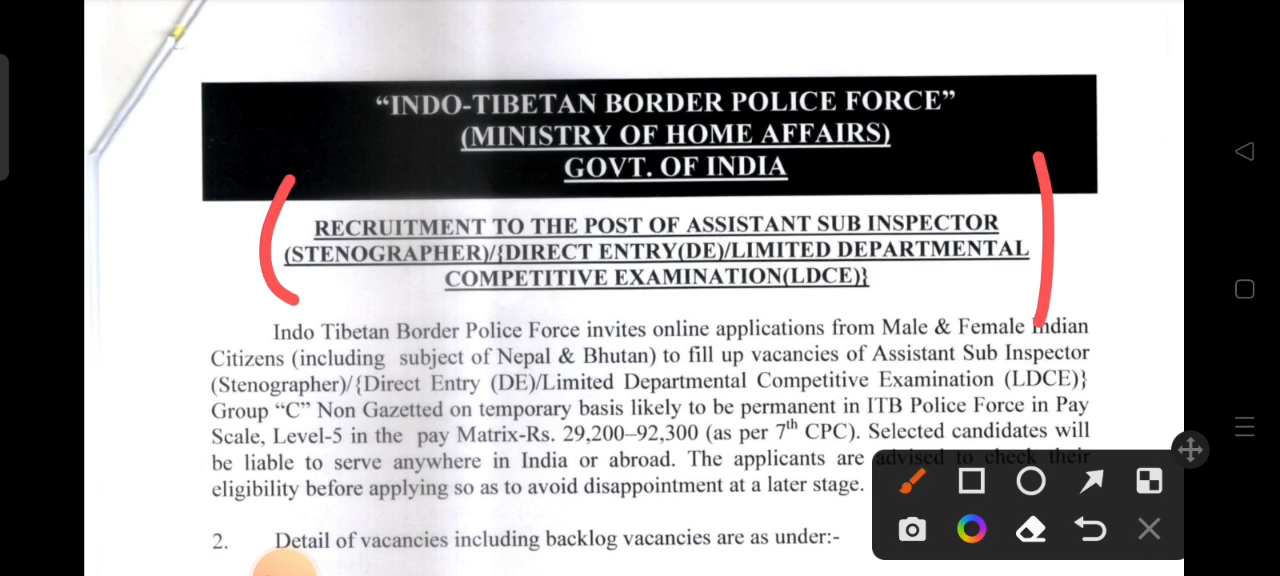 “INDO-TIBETAN BORDER POLICE FORCE”
(MINISTRY OF HOME AFFAIRS)
GOVT. OF INDIA
RECRUITMENT TO THE POST OF ASSISTANT SUB INSPECTOR
(STENOGRAPHER)/{DIRECT ENTRY(DE)/LIMITED DEPARTMENTAL
COMPETITIVE EXAMINATION(LDCE)}
Indo Tibetan Border Police Force invites online applications from Male & Female Indian
Citizens (including subject of Nepal & Bhutan) to fill up vacancies of Assistant Sub Inspector
(Stenographer)/{Direct Entry (DE)/Limited Departmental Competitive Examination (LDCE)}
Group “C” Non Gazetted on temporary basis likely to be permanent in ITB Police Force in Pay
Scale, Level-5 in the pay Matrix-Rs. 29,200–92,300 (as per 7th CPC). Selected candidates will
be liable to serve anywhere in India or abroad. The applicants are advised to check their
eligibility before applying so as to avoid disappointment at a later stage.
2. Detail of vacancies including backlog vacancies are as under:-